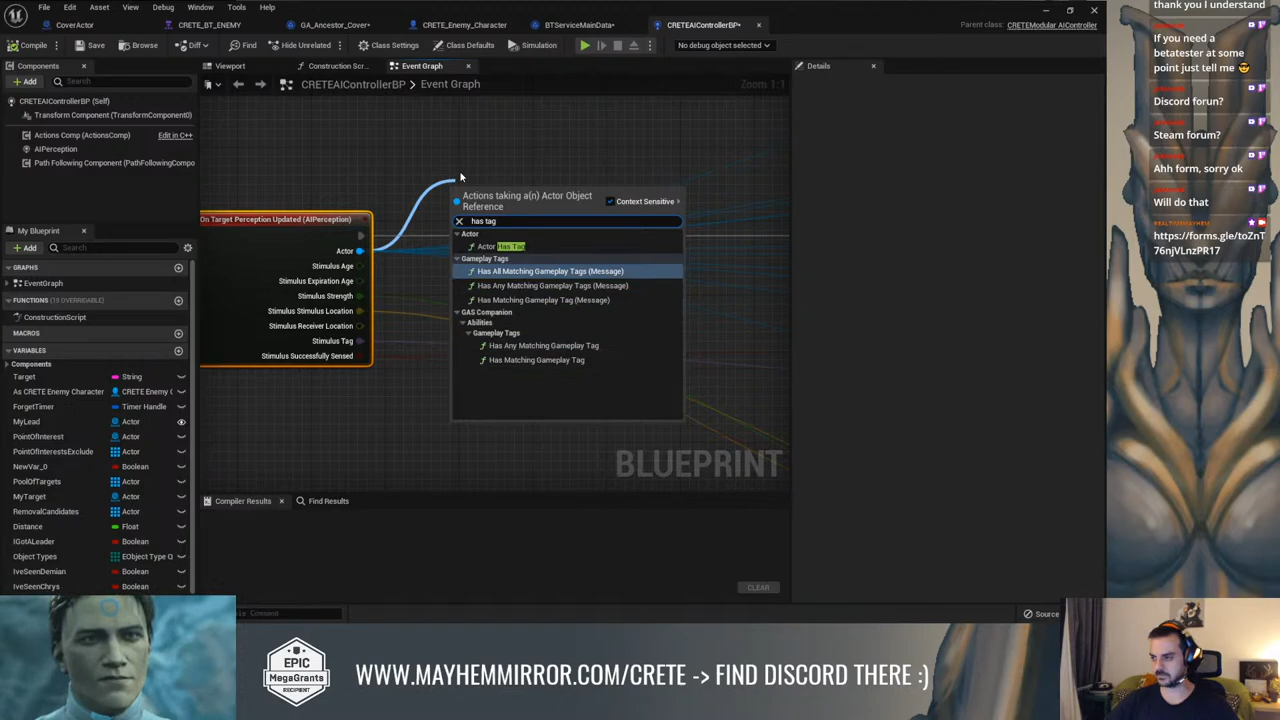 File Edit Asset View Debug Window Tools Help
CoverActor
CRETE_BT_ENEMY
GA_Ancestor_Cover*
CRETE_Enemy_Character
BTServiceMainData*
CRETEAIControllerBP*
Parent class: CRETEModular AIController
Compile
Save
Browse
Diff
Find
Hide Unrelated
Class Settings
Class Defaults
Simulation
No debug object selected
Components
Add
Search
CRETEAIControllerBP (Self)
Transform Component (TransformComponent0)
Actions Comp (ActionsComp)
Edit in C++
AIPerception
Path Following Component (PathFollowingCompo
My Blueprint
Add
Search
GRAPHS
EventGraph
FUNCTIONS (19 OVERRIDABLE)
ConstructionScript
MACROS
VARIABLES
Components
Target String
As CRETE Enemy Character CRETE Enemy C
ForgetTimer Timer Handle
MyLead Actor
PointOfInterest Actor
PointOfInterestsExclude Actor
NewVar_0 Boolean
PoolOfTargets Actor
MyTarget Actor
RemovalCandidates Actor
Distance Float
IGotALeader Boolean
Object Types EObject Type Q
IveSeenDemian Boolean
IveSeenChrys Boolean
Viewport
Construction Scr...
Event Graph
CRETEAIControllerBP > Event Graph
Zoom 1:1
On Target Perception Updated (AIPerception)
Actor
Stimulus Age
Stimulus Expiration Age
Stimulus Strength
Stimulus Stimulus Location
Stimulus Receiver Location
Stimulus Tag
Stimulus Successfully Sensed
Actions taking a(n) Actor Object
Reference
Context Sensitive
has tag
Actor
Actor Has Tag
Gameplay Tags
Has All Matching Gameplay Tags (Message)
Has Any Matching Gameplay Tags (Message)
Has Matching Gameplay Tag (Message)
GAS Companion
Abilities
Gameplay Tags
Has Any Matching Gameplay Tag
Has Matching Gameplay Tag
BLUEPRINT
Compiler Results
Find Results
CLEAR
Details
Source
thank you I understand
If you need a
betatester at some
point just tell me
Discord forun?
Steam forum?
Ahh form, sorry ok
Will do that
https://forms.gle/toZnT
76njVLnzPR17
EPIC
MegaGrants
RECIPIENT
WWW.MAYHEMMIRROR.COM/CRETE -> FIND DISCORD THERE :)